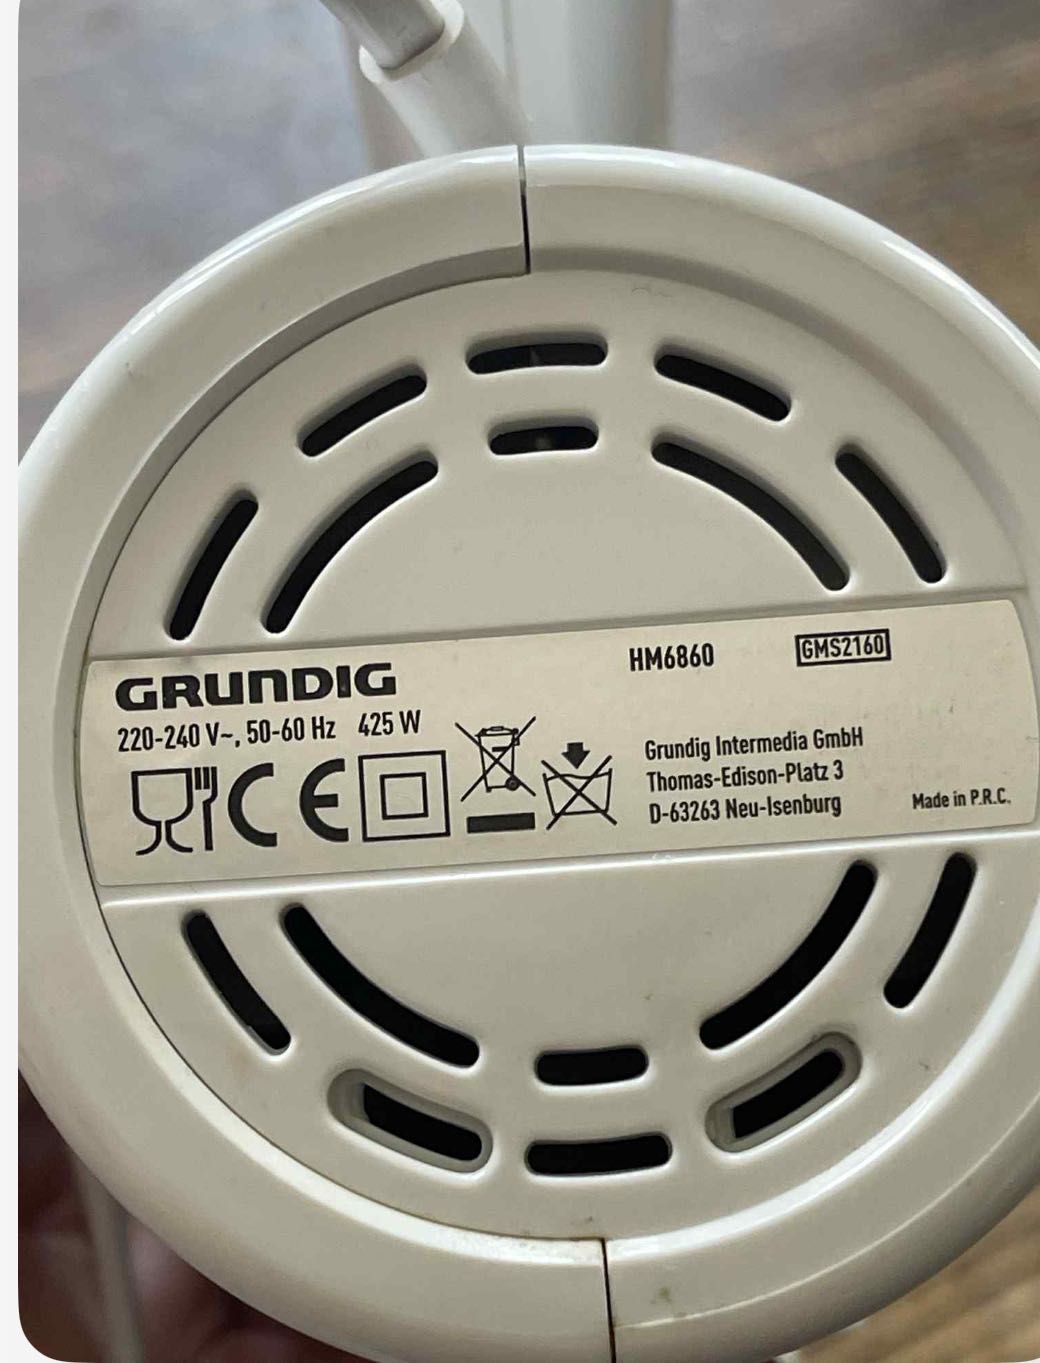 GRUNDIG
HM6860
GMS2160
220-240 V~, 50-60 Hz 425 W
CE
Grundig Intermedia GmbH
Thomas-Edison-Platz 3
D-63263 Neu-Isenburg
Made in P.R.C.